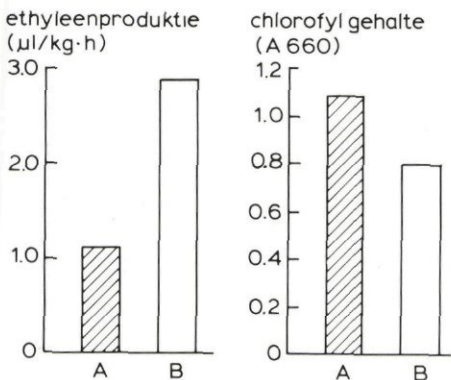 ethyleenproduktie
(µl/kg·h)
3.0
2.0
1.0
0
A B
chlorofyl gehalte
(A 660)
1.2
1.0
0.8
0.6
0.4
0.2
0
A B